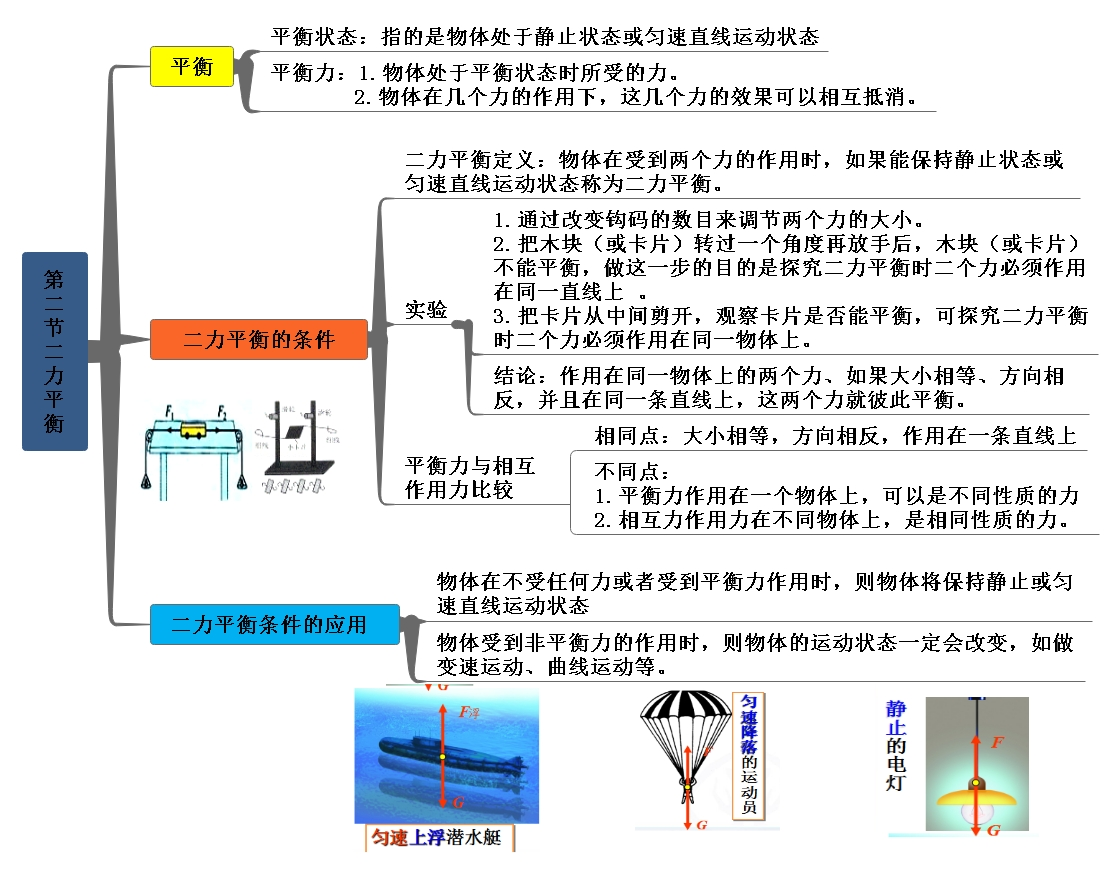 第二节二力平衡
平衡
平衡状态：指的是物体处于静止状态或匀速直线运动状态
平衡力：1.物体处于平衡状态时所受的力。
2.物体在几个力的作用下，这几个力的效果可以相互抵消。
二力平衡的条件
二力平衡定义：物体在受到两个力的作用时，如果能保持静止状态或
匀速直线运动状态称为二力平衡。
实验
1.通过改变钩码的数目来调节两个力的大小。
2.把木块（或卡片）转过一个角度再放手后，木块（或卡片）
不能平衡，做这一步的目的是探究二力平衡时二个力必须作用
在同一直线上 。
3.把卡片从中间剪开，观察卡片是否能平衡，可探究二力平衡
时二个力必须作用在同一物体上。
结论：作用在同一物体上的两个力、如果大小相等、方向相
反，并且在同一条直线上，这两个力就彼此平衡。
平衡力与相互
作用力比较
相同点：大小相等，方向相反，作用在一条直线上
不同点：
1.平衡力作用在一个物体上，可以是不同性质的力
2.相互力作用力在不同物体上，是相同性质的力。
F₁
F₂
小卡片
二力平衡条件的应用
物体在不受任何力或者受到平衡力作用时，则物体将保持静止或匀
速直线运动状态
物体受到非平衡力的作用时，则物体的运动状态一定会改变，如做
变速运动、曲线运动等。
G
F浮
G
匀速上浮潜水艇
F
G
匀速降落的运动员
静止的电灯
F
G